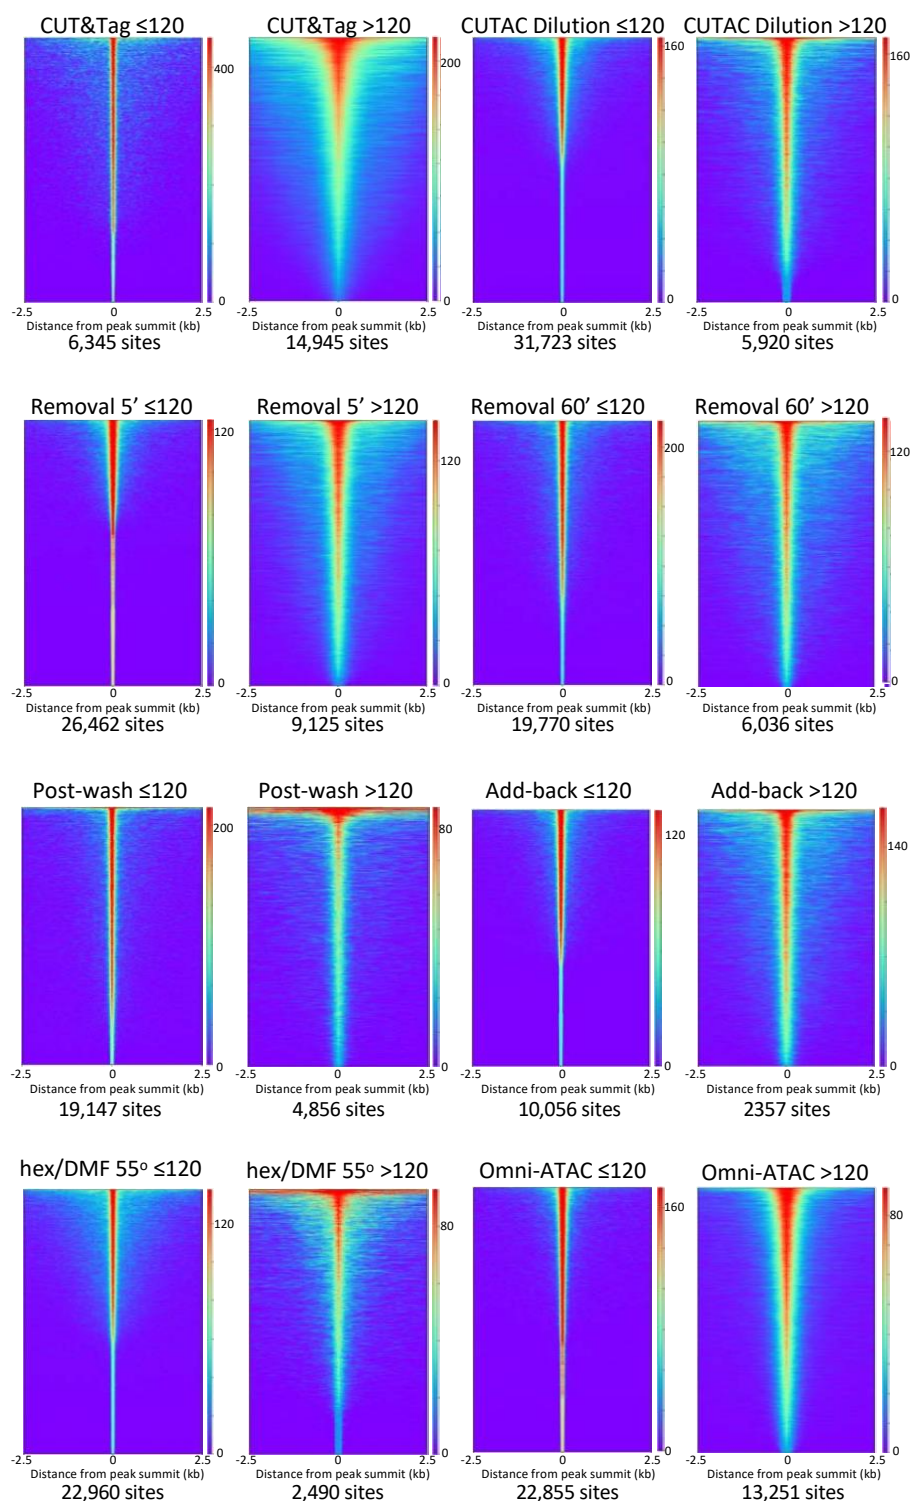 CUT&Tag ≤120 CUT&Tag >120 CUTAC Dilution ≤120 CUTAC Dilution >120
400 200 160 160
0 0 0 0
-2.5 0 2.5 -2.5 0 2.5 -2.5 0 2.5 -2.5 0 2.5
Distance from peak summit (kb) Distance from peak summit (kb) Distance from peak summit (kb) Distance from peak summit (kb)
6,345 sites 14,945 sites 31,723 sites 5,920 sites
Removal 5’ ≤120 Removal 5’ >120 Removal 60’ ≤120 Removal 60’ >120
120 120 200 120
0 0 0 0
-2.5 0 2.5 -2.5 0 2.5 -2.5 0 2.5 -2.5 0 2.5
Distance from peak summit (kb) Distance from peak summit (kb) Distance from peak summit (kb) Distance from peak summit (kb)
26,462 sites 9,125 sites 19,770 sites 6,036 sites
Post-wash ≤120 Post-wash >120 Add-back ≤120 Add-back >120
200 80 120 140
0 0 0 0
-2.5 0 2.5 -2.5 0 2.5 -2.5 0 2.5 -2.5 0 2.5
Distance from peak summit (kb) Distance from peak summit (kb) Distance from peak summit (kb) Distance from peak summit (kb)
19,147 sites 4,856 sites 10,056 sites 2357 sites
hex/DMF 55º ≤120 hex/DMF 55º >120 Omni-ATAC ≤120 Omni-ATAC >120
120 80 160 80
0 0 0 0
-2.5 0 2.5 -2.5 0 2.5 -2.5 0 2.5 -2.5 0 2.5
Distance from peak summit (kb) Distance from peak summit (kb) Distance from peak summit (kb) Distance from peak summit (kb)
22,960 sites 2,490 sites 22,855 sites 13,251 sites